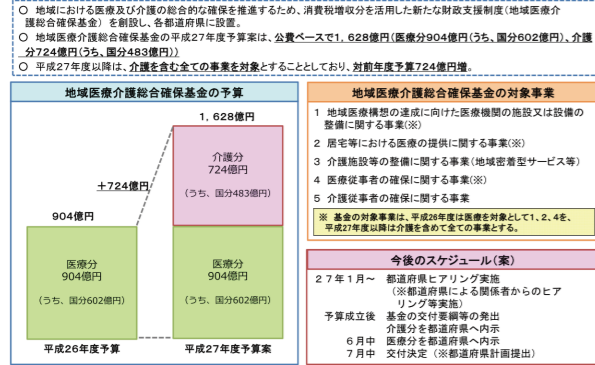 ○ 地域における医療及び介護の総合的な確保を推進するため、消費税増収分を活用した新たな財政支援制度(地域医療介
護総合確保基金) を創設し、各都道府県に設置。
○ 地域医療介護総合確保基金の平成27年度予算案は、公費ベースで1,628億円(医療分904億円(うち、国分602億円)、介護
分724億円(うち、国分483億円))
○ 平成27年度以降は、介護を含む全ての事業を対象とすることとしており、対前年度予算724億円増。
地域医療介護総合確保基金の予算
1,628億円
介護分
724億円
(うち、国分483億円)
+724億円
904億円
医療分
904億円
(うち、国分602億円)
医療分
904億円
(うち、国分602億円)
平成26年度予算
平成27年度予算案
地域医療介護総合確保基金の対象事業
1 地域医療構想の達成に向けた医療機関の施設又は設備の
整備に関する事業(※)
2 居宅等における医療の提供に関する事業(※)
3 介護施設等の整備に関する事業(地域密着型サービス等)
4 医療従事者の確保に関する事業(※)
5 介護従事者の確保に関する事業
※ 基金の対象事業は、平成26年度は医療を対象として1、2、4を、
平成27年度以降は介護を含めて全ての事業とする。
今後のスケジュール(案)
27年1月~ 都道府県ヒアリング実施
(※都道府県による関係者からのヒア
リング等実施)
予算成立後 基金の交付要綱等の発出
介護分を都道府県へ内示
6月中 医療分を都道府県へ内示
7月中 交付決定(※都道府県計画提出)